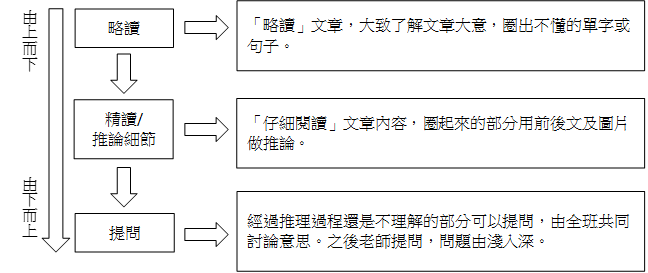 由上而下
略讀
「略讀」文章，大致了解文章大意，圈出不懂的單字或
句子。
精讀/
推論細節
「仔細閱讀」文章內容，圈起來的部分用前後文及圖片
做推論。
由下而上
提問
經過推理過程還是不理解的部分可以提問，由全班共同
討論意思。之後老師提問，問題由淺入深。